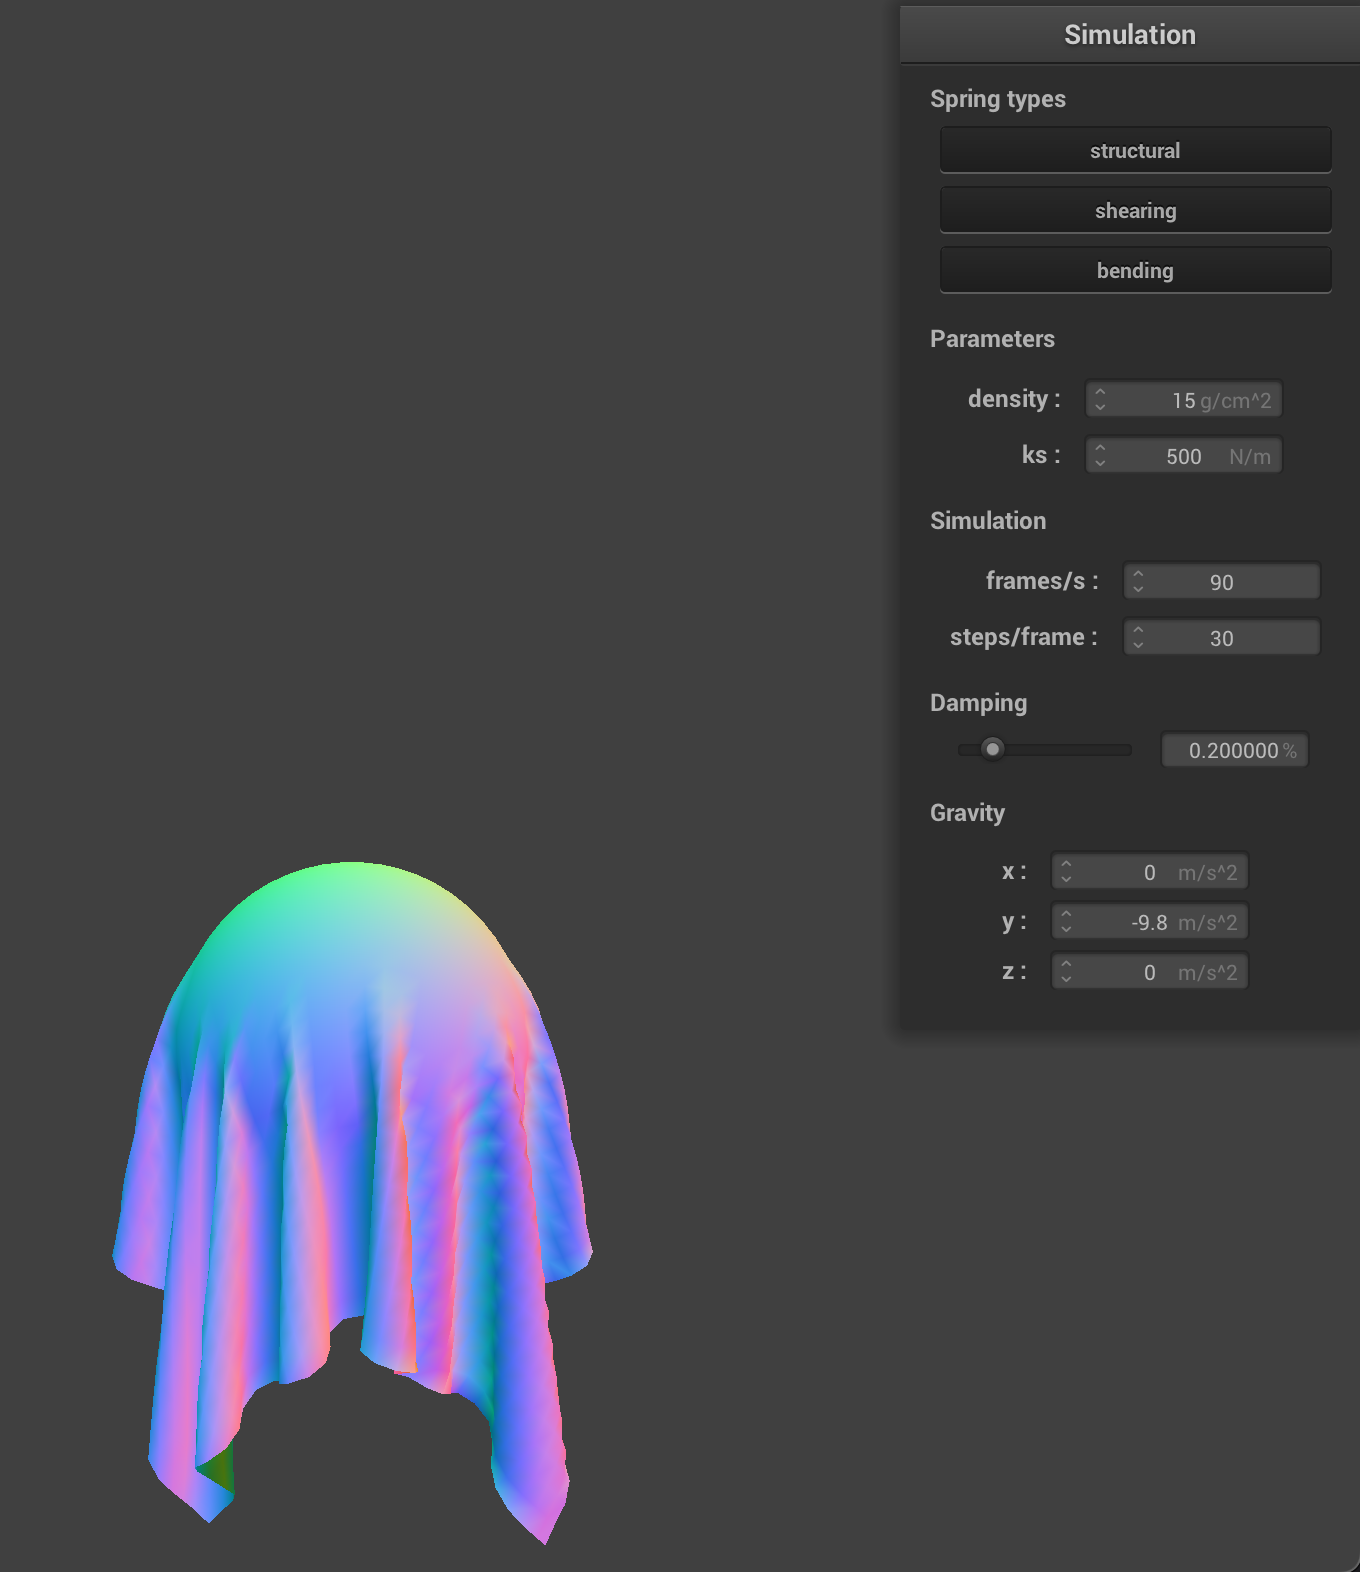 Simulation
Spring types
structural
shearing
bending
Parameters
density : 15 g/cm^2
ks : 500 N/m
Simulation
frames/s : 90
steps/frame : 30
Damping
0.200000 %
Gravity
x : 0 m/s^2
y : -9.8 m/s^2
z : 0 m/s^2